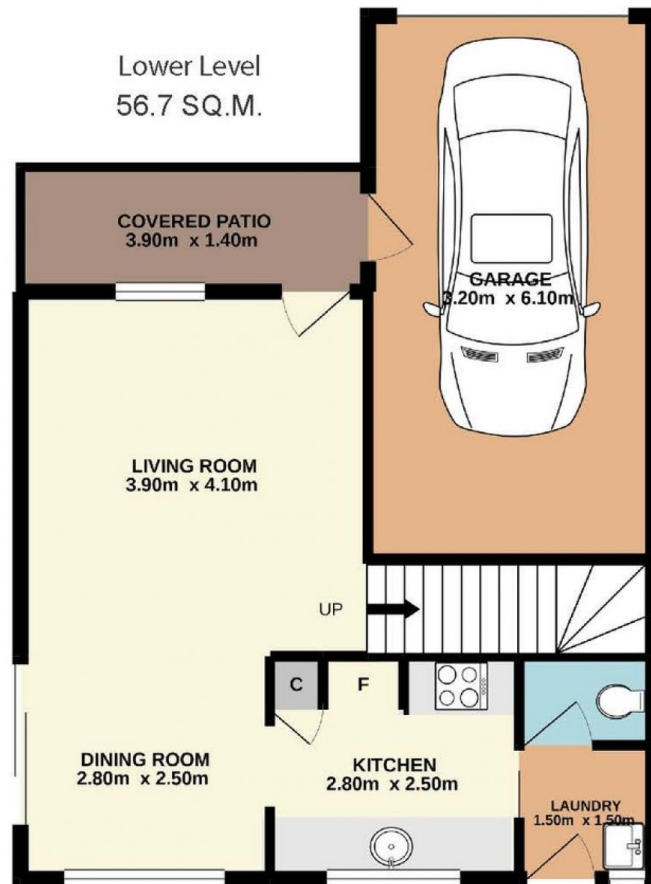 Lower Level
56.7 SQ.M.
COVERED PATIO
3.90m x 1.40m
GARAGE
3.20m x 6.10m
LIVING ROOM
3.90m x 4.10m
UP
C
F
DINING ROOM
2.80m x 2.50m
KITCHEN
2.80m x 2.50m
LAUNDRY
1.50m x 1.50m